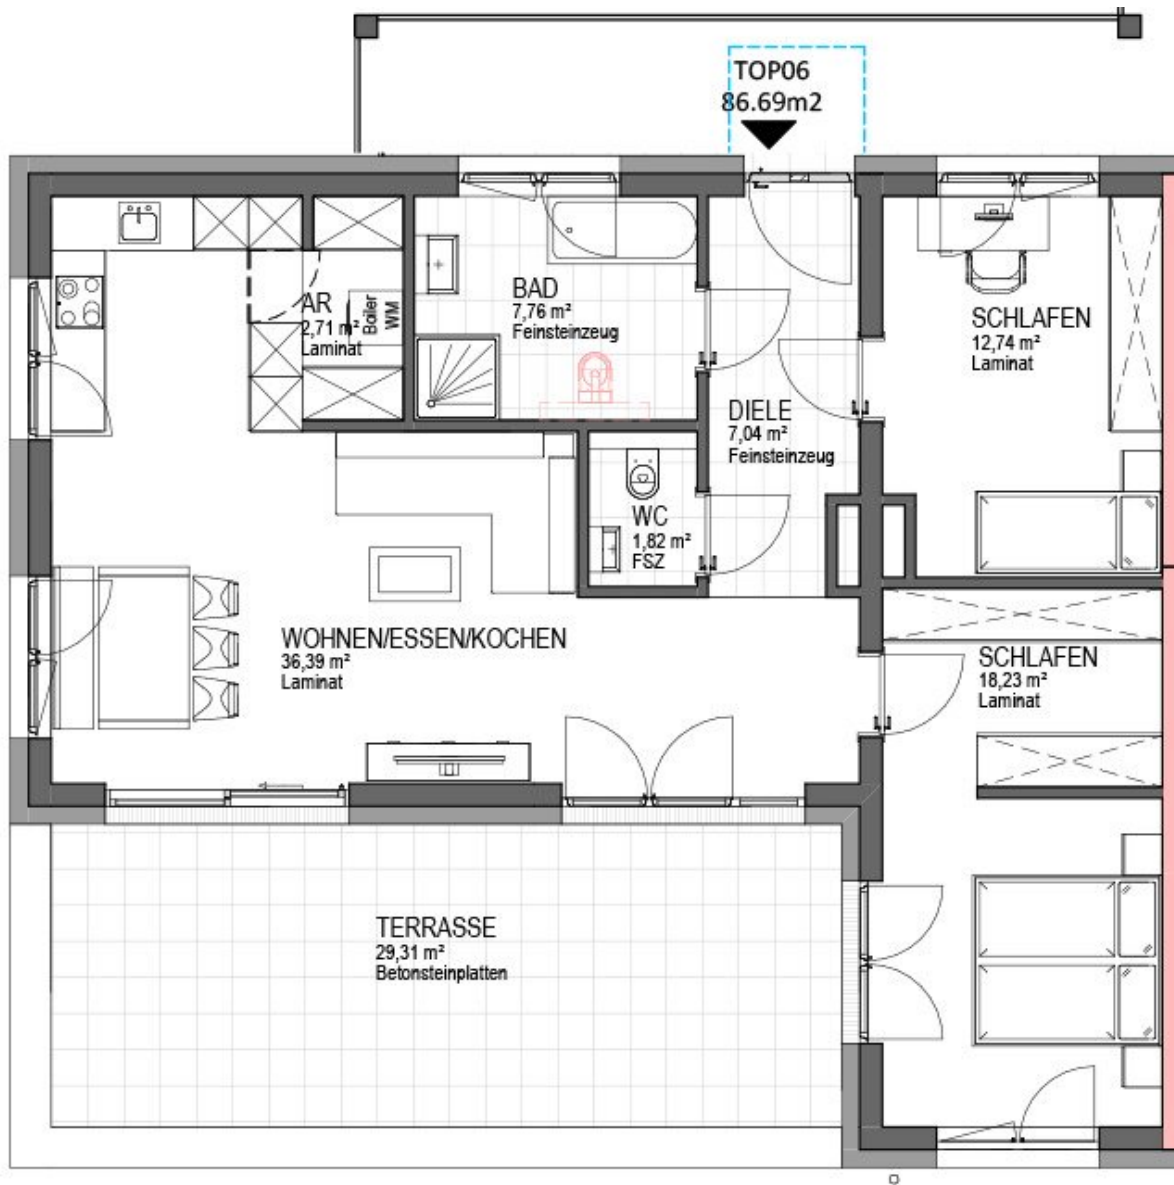 TOP06
86.69m2
AR
2,71 m²
Laminat
Boiler
WM
BAD
7,76 m²
Feinsteinzeug
SCHLAFEN
12,74 m²
Laminat
DIELE
7,04 m²
Feinsteinzeug
WC
1,82 m²
FSZ
WOHNEN/ESSEN/KOCHEN
36,39 m²
Laminat
SCHLAFEN
18,23 m²
Laminat
TERRASSE
29,31 m²
Betonsteinplatten